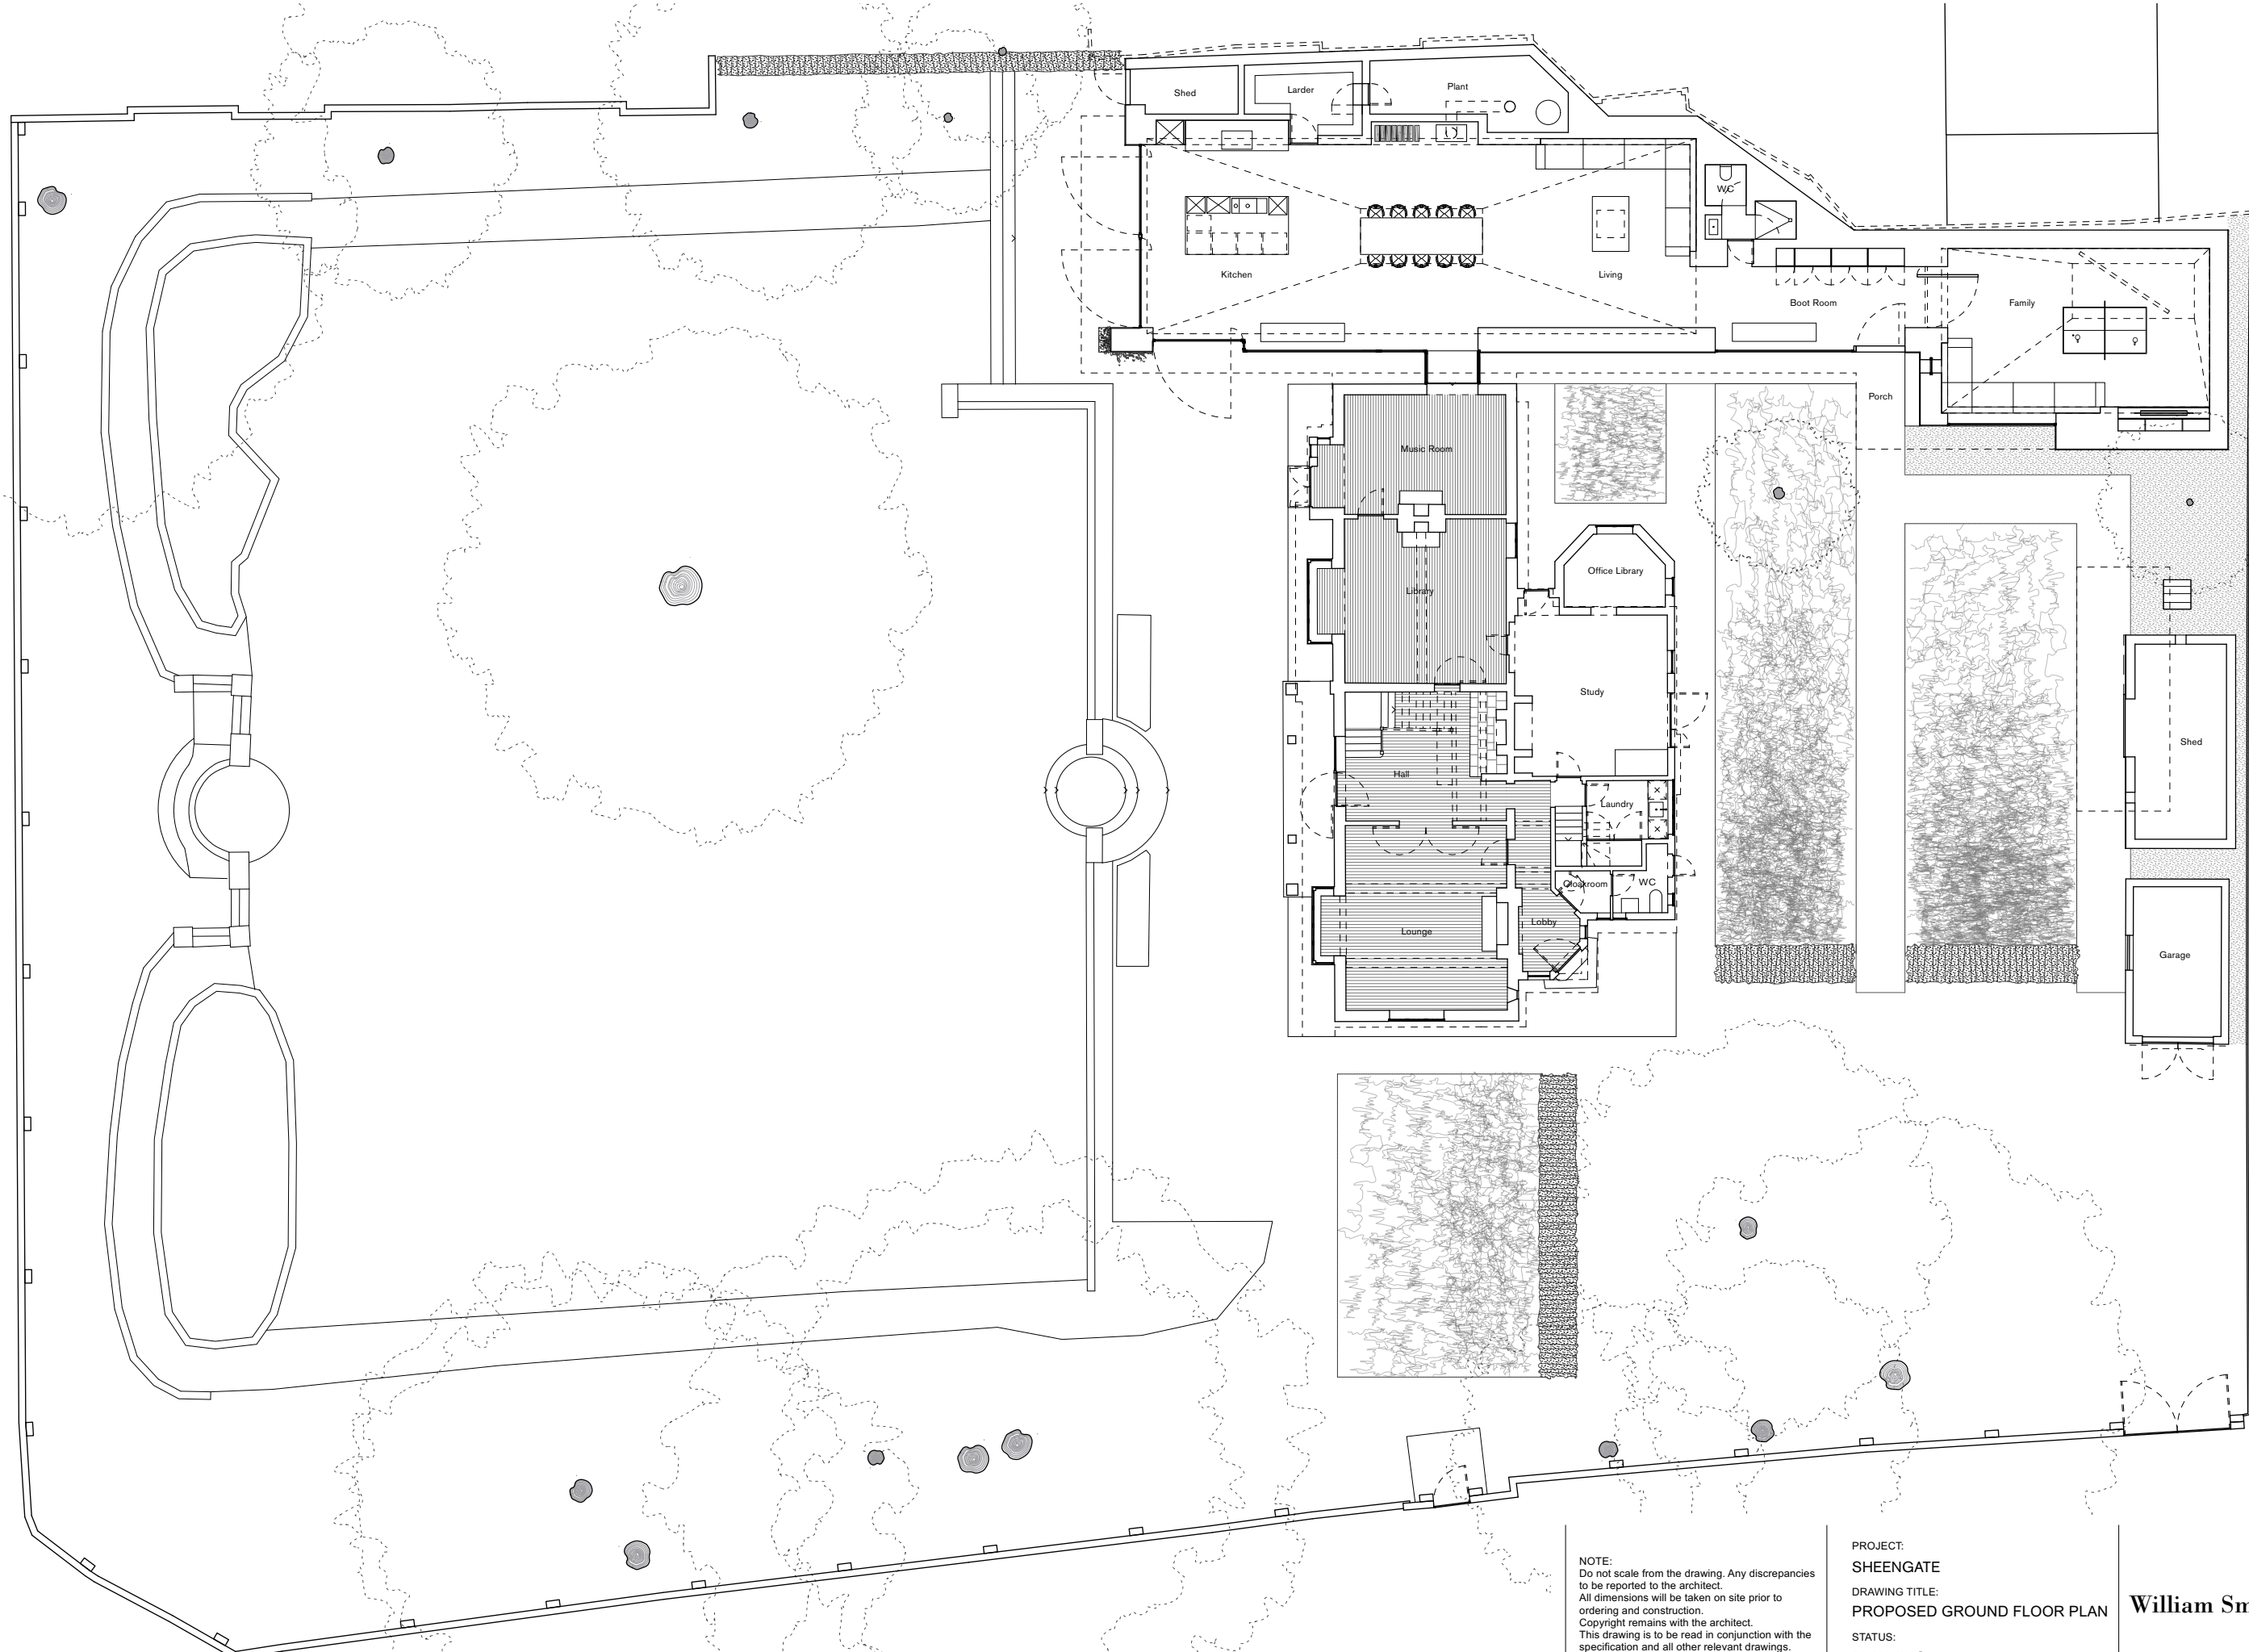 Shed
Larder
Plant
WC
Kitchen
Living
Boot Room
Family
Porch
Music Room
Office Library
Library
Study
Shed
Hall
Laundry
Cloakroom
WC
Lobby
Lounge
Garage
NOTE:
Do not scale from the drawing. Any discrepancies
to be reported to the architect.
All dimensions will be taken on site prior to
ordering and construction.
Copyright remains with the architect.
This drawing is to be read in conjunction with the
specification and all other relevant drawings.
PROJECT:
SHEENGATE
DRAWING TITLE:
PROPOSED GROUND FLOOR PLAN
STATUS:
William Sm